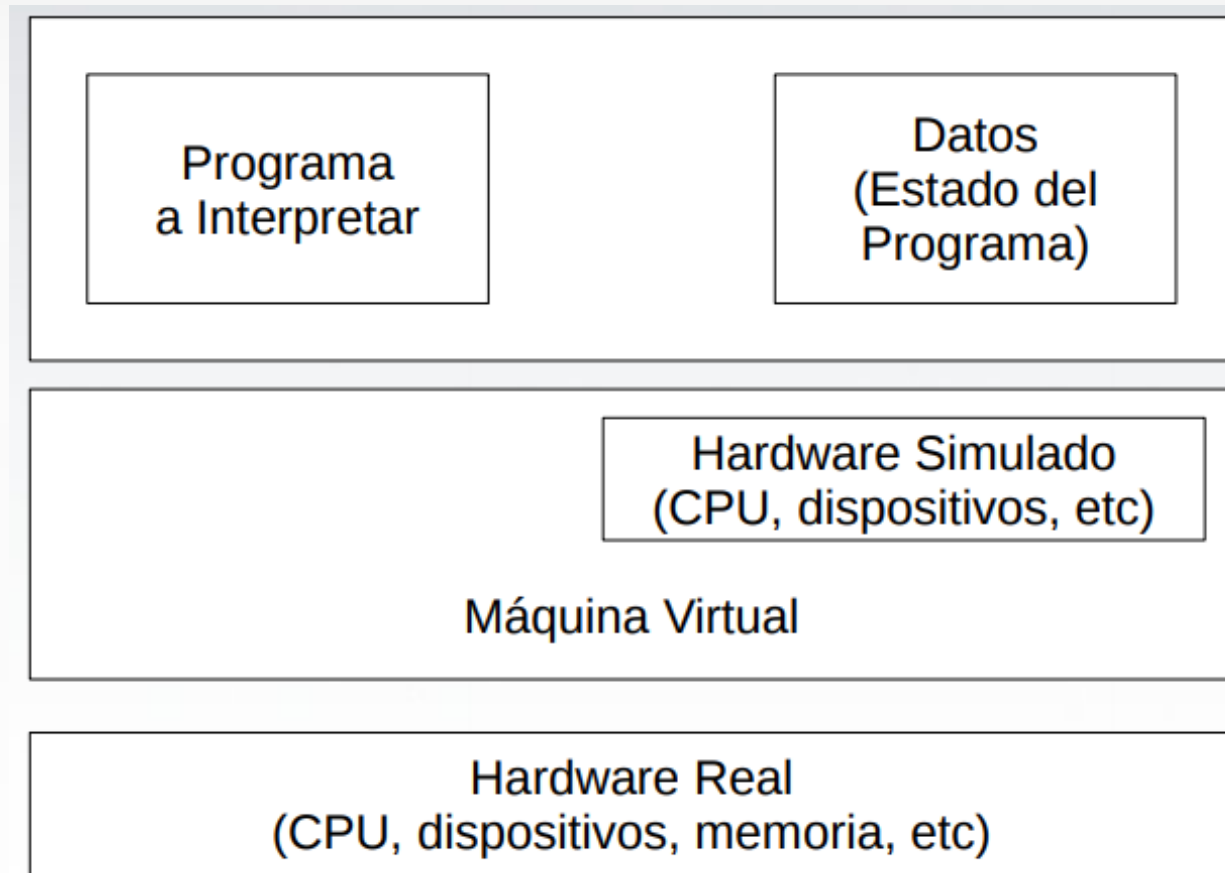 Programa
a Interpretar
Datos
(Estado del
Programa)
Hardware Simulado
(CPU, dispositivos, etc)
Máquina Virtual
Hardware Real
(CPU, dispositivos, memoria, etc)